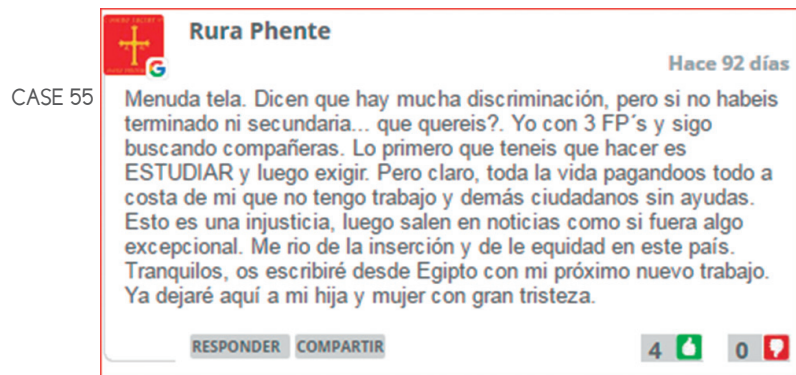 Rura Phente
Hace 92 días
CASE 55
Menuda tela. Dicen que hay mucha discriminación, pero si no habeis
terminado ni secundaria... que quereis?. Yo con 3 FP´s y sigo
buscando compañeras. Lo primero que teneis que hacer es
ESTUDIAR y luego exigir. Pero claro, toda la vida pagandoos todo a
costa de mi que no tengo trabajo y demás ciudadanos sin ayudas.
Esto es una injusticia, luego salen en noticias como si fuera algo
excepcional. Me rio de la inserción y de le equidad en este país.
Tranquilos, os escribiré desde Egipto con mi próximo nuevo trabajo.
Ya dejaré aquí a mi hija y mujer con gran tristeza.
RESPONDER COMPARTIR 4 0